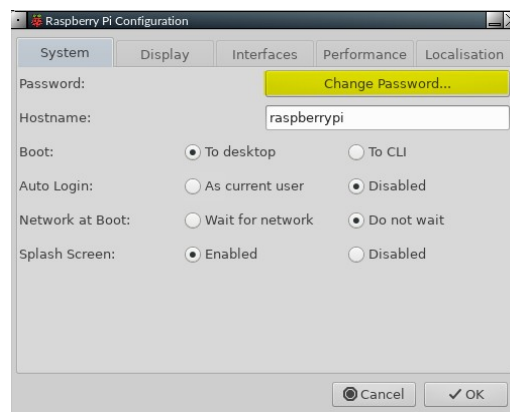 Raspberry Pi Configuration
System Display Interfaces Performance Localisation
Password: Change Password...
Hostname: raspberrypi
Boot: To desktop To CLI
Auto Login: As current user Disabled
Network at Boot: Wait for network Do not wait
Splash Screen: Enabled Disabled
Cancel OK